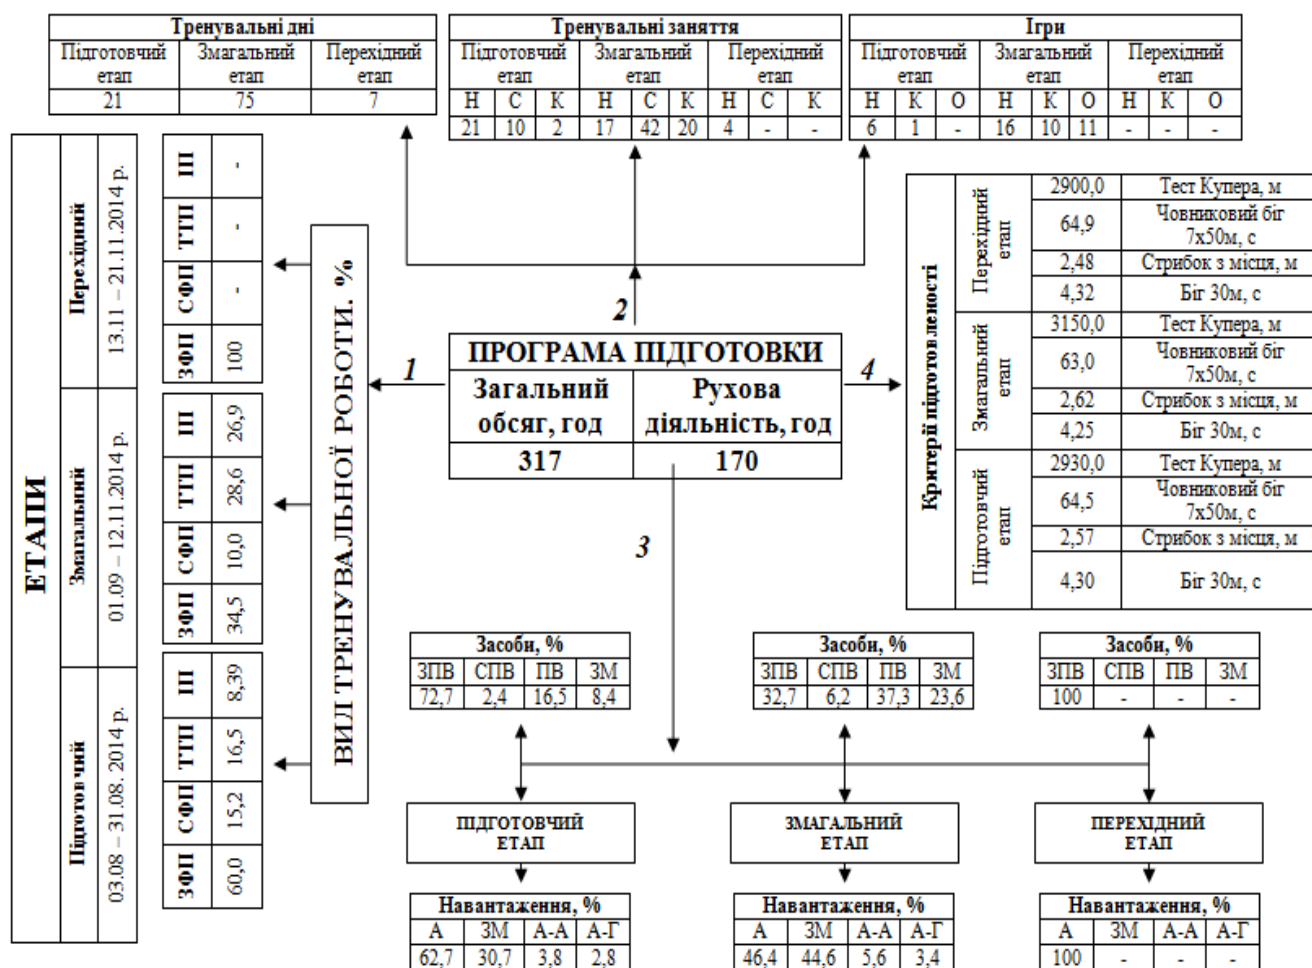 Тренувальні дні
Підготовчий етап Змагальний етап Перехідний етап
21 75 7
Тренувальні заняття
Підготовчий етап Змагальний етап Перехідний етап
Н С К Н С К Н С К
21 10 2 17 42 20 4 - -
Ігри
Підготовчий етап Змагальний етап Перехідний етап
Н К О Н К О Н К О
6 1 - 16 10 11 - - -
ЕТАПИ
Перехідний
13.11 – 21.11.2014 р.
ЗФП СФП ТТП ІП
100 - - -
Змагальний
01.09 – 12.11.2014 р.
ЗФП СФП ТТП ІП
34,5 10,0 28,6 26,9
Підготовчий
03.08 – 31.08. 2014 р.
ЗФП СФП ТТП ІП
60,0 15,2 16,5 8,39
ВИД ТРЕНУВАЛЬНОЇ РОБОТИ. %
1
2
3
4
ПРОГРАМА ПІДГОТОВКИ
Загальний обсяг, год Рухова діяльність, год
317 170
Критерії підготовленості
Перехідний етап
2900,0 Тест Купера, м
64,9 Човниковий біг 7х50м, с
2,48 Стрибок з місця, м
4,32 Біг 30м, с
Змагальний етап
3150,0 Тест Купера, м
63,0 Човниковий біг 7х50м, с
2,62 Стрибок з місця, м
4,25 Біг 30м, с
Підготовчий етап
2930,0 Тест Купера, м
64,5 Човниковий біг 7х50м, с
2,57 Стрибок з місця, м
4,30 Біг 30м, с
Засоби, %
ЗПВ СПВ ПВ ЗМ
72,7 2,4 16,5 8,4
Засоби, %
ЗПВ СПВ ПВ ЗМ
32,7 6,2 37,3 23,6
Засоби, %
ЗПВ СПВ ПВ ЗМ
100 - - -
ПІДГОТОВЧИЙ ЕТАП
ЗМАГАЛЬНИЙ ЕТАП
ПЕРЕХІДНИЙ ЕТАП
Навантаження, %
А ЗМ А-А А-Г
62,7 30,7 3,8 2,8
Навантаження, %
А ЗМ А-А А-Г
46,4 44,6 5,6 3,4
Навантаження, %
А ЗМ А-А А-Г
100 - - -